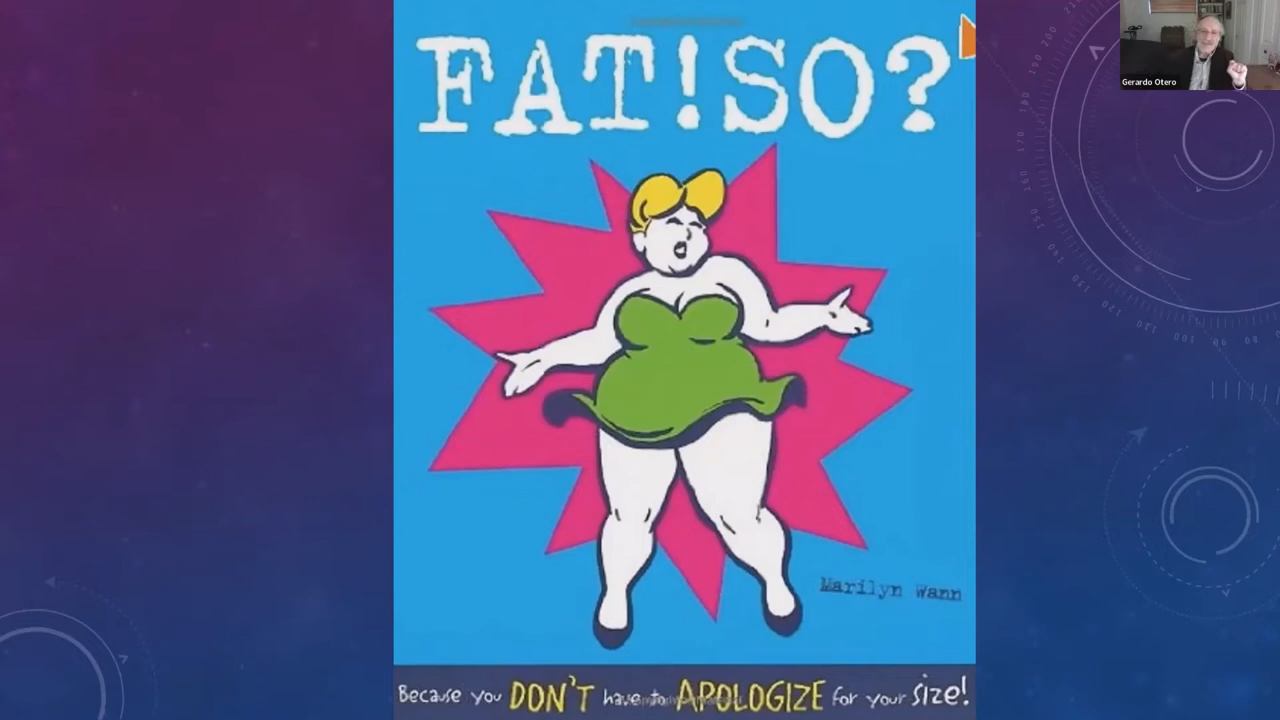 FAT!SO?
Gerardo Otero
Marilyn Wann
Because you DON'T have to APOLOGIZE for your SiZe!